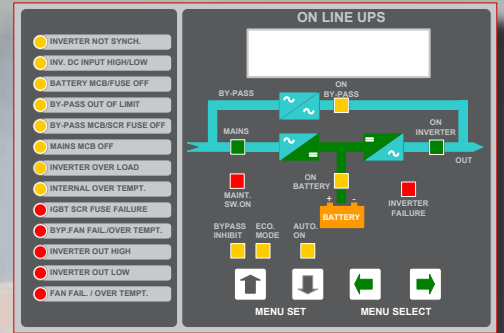 ON LINE UPS
INVERTER NOT SYNCH.
INV. DC INPUT HIGH/LOW
BATTERY MCB/FUSE OFF
BY-PASS OUT OF LIMIT
BY-PASS MCB/SCR FUSE OFF
MAINS MCB OFF
INVERTER OVER LOAD
INTERNAL OVER TEMPT.
IGBT SCR FUSE FAILURE
BYP.FAN FAIL./OVER TEMPT.
INVERTER OUT HIGH
INVERTER OUT LOW
FAN FAIL. / OVER TEMPT.
BY-PASS
ON
BY-PASS
MAINS
ON
INVERTER
OUT
MAINT.
SW.ON
ON
BATTERY
+ -
BATTERY
INVERTER
FAILURE
BYPASS
INHIBIT
ECO.
MODE
AUTO.
ON
MENU SET
MENU SELECT